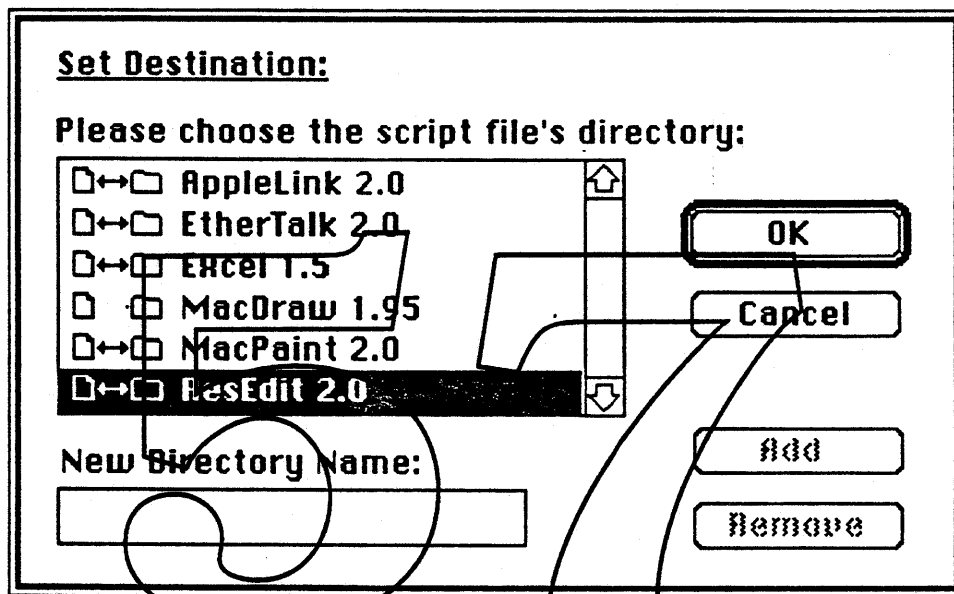 Set Destination:
Please choose the script file's directory:
AppleLink 2.0
EtherTalk 2.0
Excel 1.5
MacDraw 1.95
MacPaint 2.0
ResEdit 2.0
OK
Cancel
New Directory Name:
Add
Remove